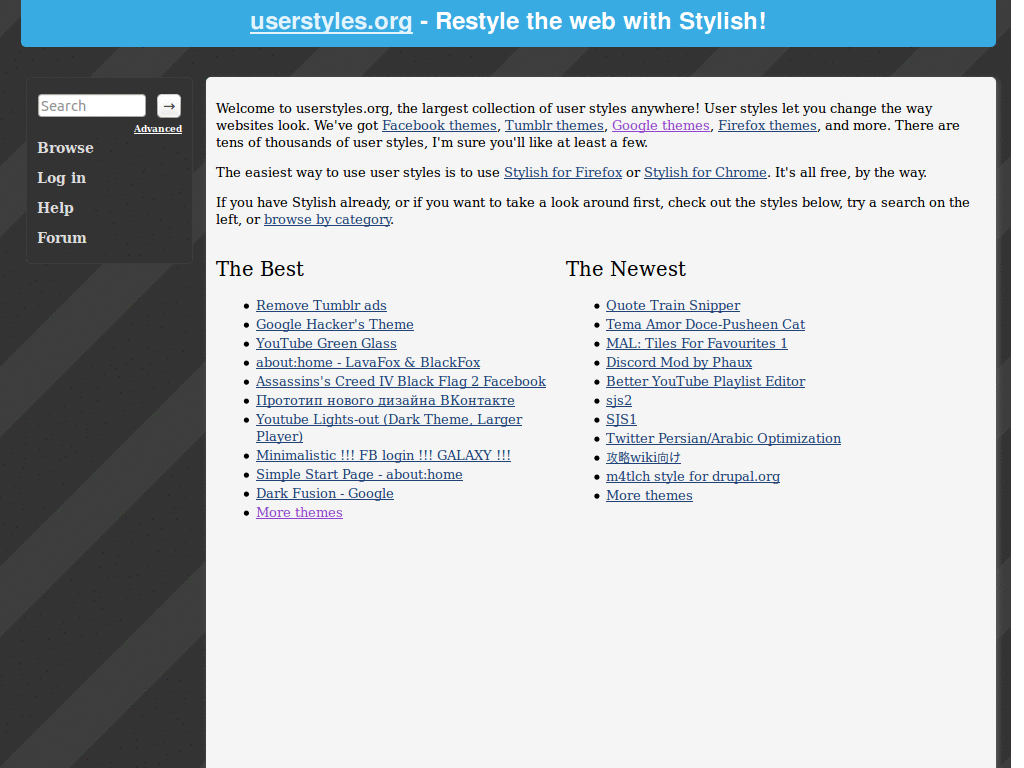 userstyles.org - Restyle the web with Stylish!
Search →
Advanced
Browse
Log in
Help
Forum
Welcome to userstyles.org, the largest collection of user styles anywhere! User styles let you change the way
websites look. We've got Facebook themes, Tumblr themes, Google themes, Firefox themes, and more. There are
tens of thousands of user styles, I'm sure you'll like at least a few.
The easiest way to use user styles is to use Stylish for Firefox or Stylish for Chrome. It's all free, by the way.
If you have Stylish already, or if you want to take a look around first, check out the styles below, try a search on the
left, or browse by category.
The Best
Remove Tumblr ads
Google Hacker's Theme
YouTube Green Glass
about:home - LavaFox & BlackFox
Assassins's Creed IV Black Flag 2 Facebook
Прототип нового дизайна ВКонтакте
Youtube Lights-out (Dark Theme, Larger
Player)
Minimalistic !!! FB login !!! GALAXY !!!
Simple Start Page - about:home
Dark Fusion - Google
More themes
The Newest
Quote Train Snipper
Tema Amor Doce-Pusheen Cat
MAL: Tiles For Favourites 1
Discord Mod by Phaux
Better YouTube Playlist Editor
sjs2
SJS1
Twitter Persian/Arabic Optimization
攻略wiki向け
m4tlch style for drupal.org
More themes